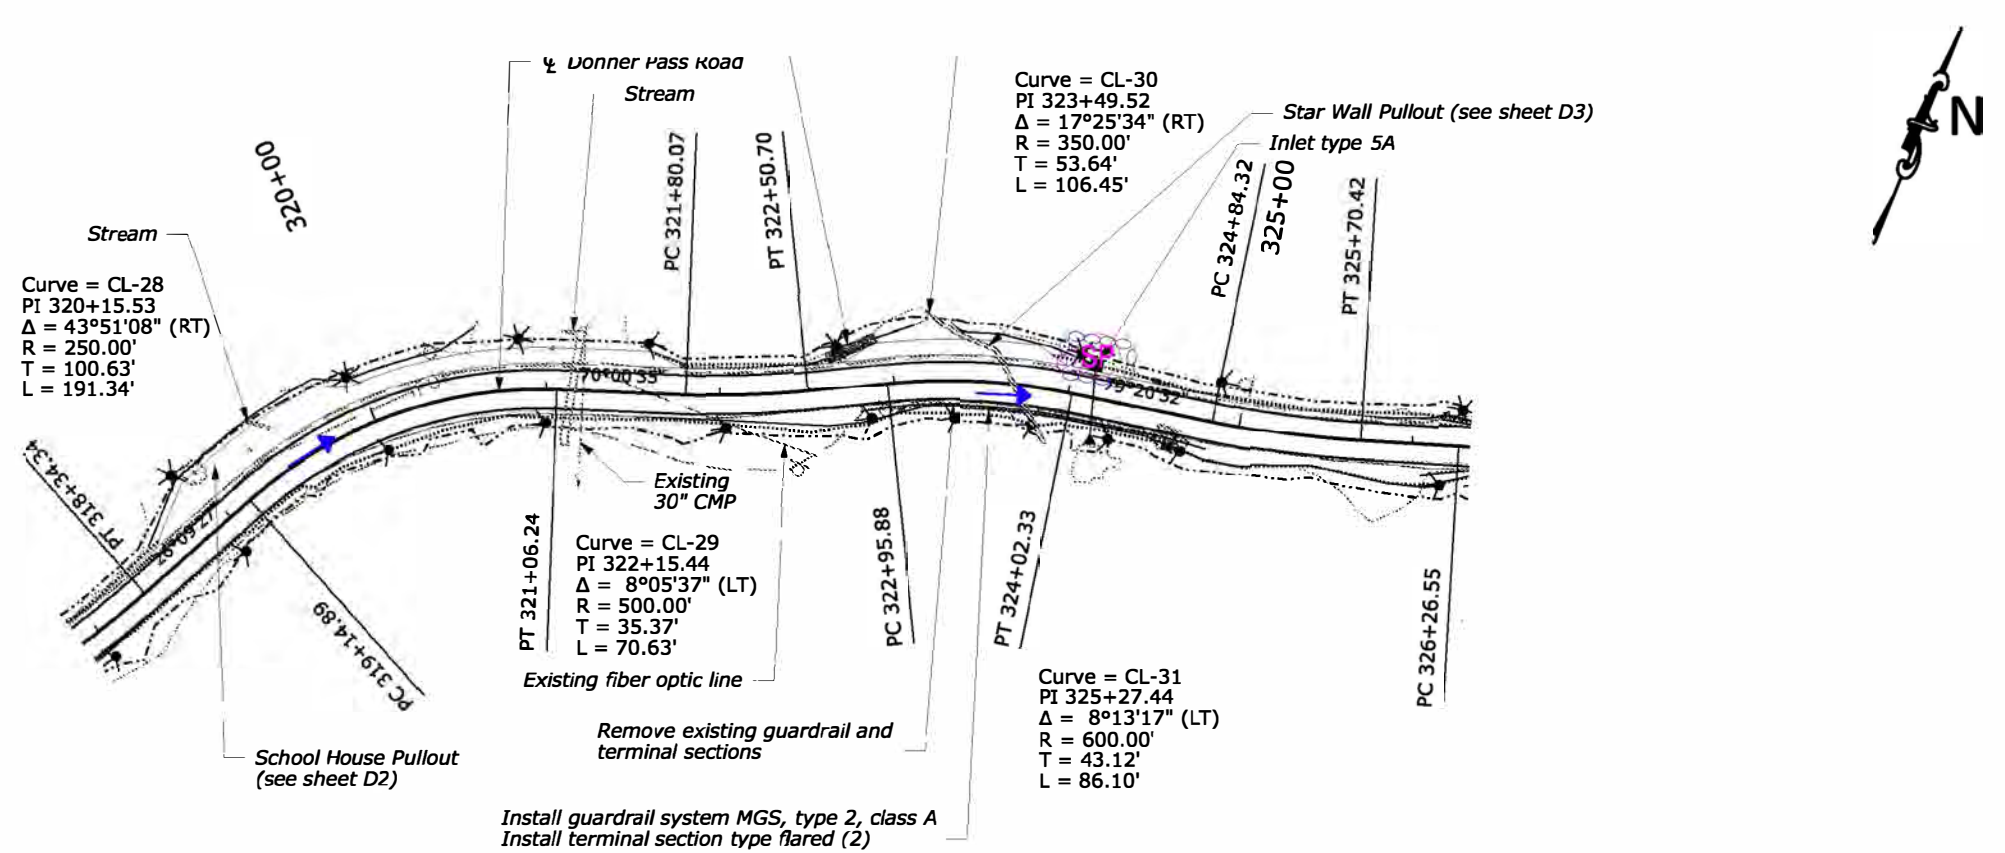 ℄ Donner Pass Road
Stream
Curve = CL-30
PI 323+49.52
Δ = 17°25'34" (RT)
R = 350.00'
T = 53.64'
L = 106.45'
Star Wall Pullout (see sheet D3)
Inlet type 5A
N
320+00
PC 321+80.07
PT 322+50.70
PC 324+84.32
325+00
PT 325+70.42
Stream
Curve = CL-28
PI 320+15.53
Δ = 43°51'08" (RT)
R = 250.00'
T = 100.63'
L = 191.34'
SP
70°00'35"
79°20'32"
26°09'27"
PT 318+34.34
PC 319+14.89
Existing
30" CMP
PT 321+06.24
Curve = CL-29
PI 322+15.44
Δ = 8°05'37" (LT)
R = 500.00'
T = 35.37'
L = 70.63'
PC 322+95.88
PT 324+02.33
PC 326+26.55
Existing fiber optic line
Curve = CL-31
PI 325+27.44
Δ = 8°13'17" (LT)
R = 600.00'
T = 43.12'
L = 86.10'
Remove existing guardrail and
terminal sections
School House Pullout
(see sheet D2)
Install guardrail system MGS, type 2, class A
Install terminal section type flared (2)